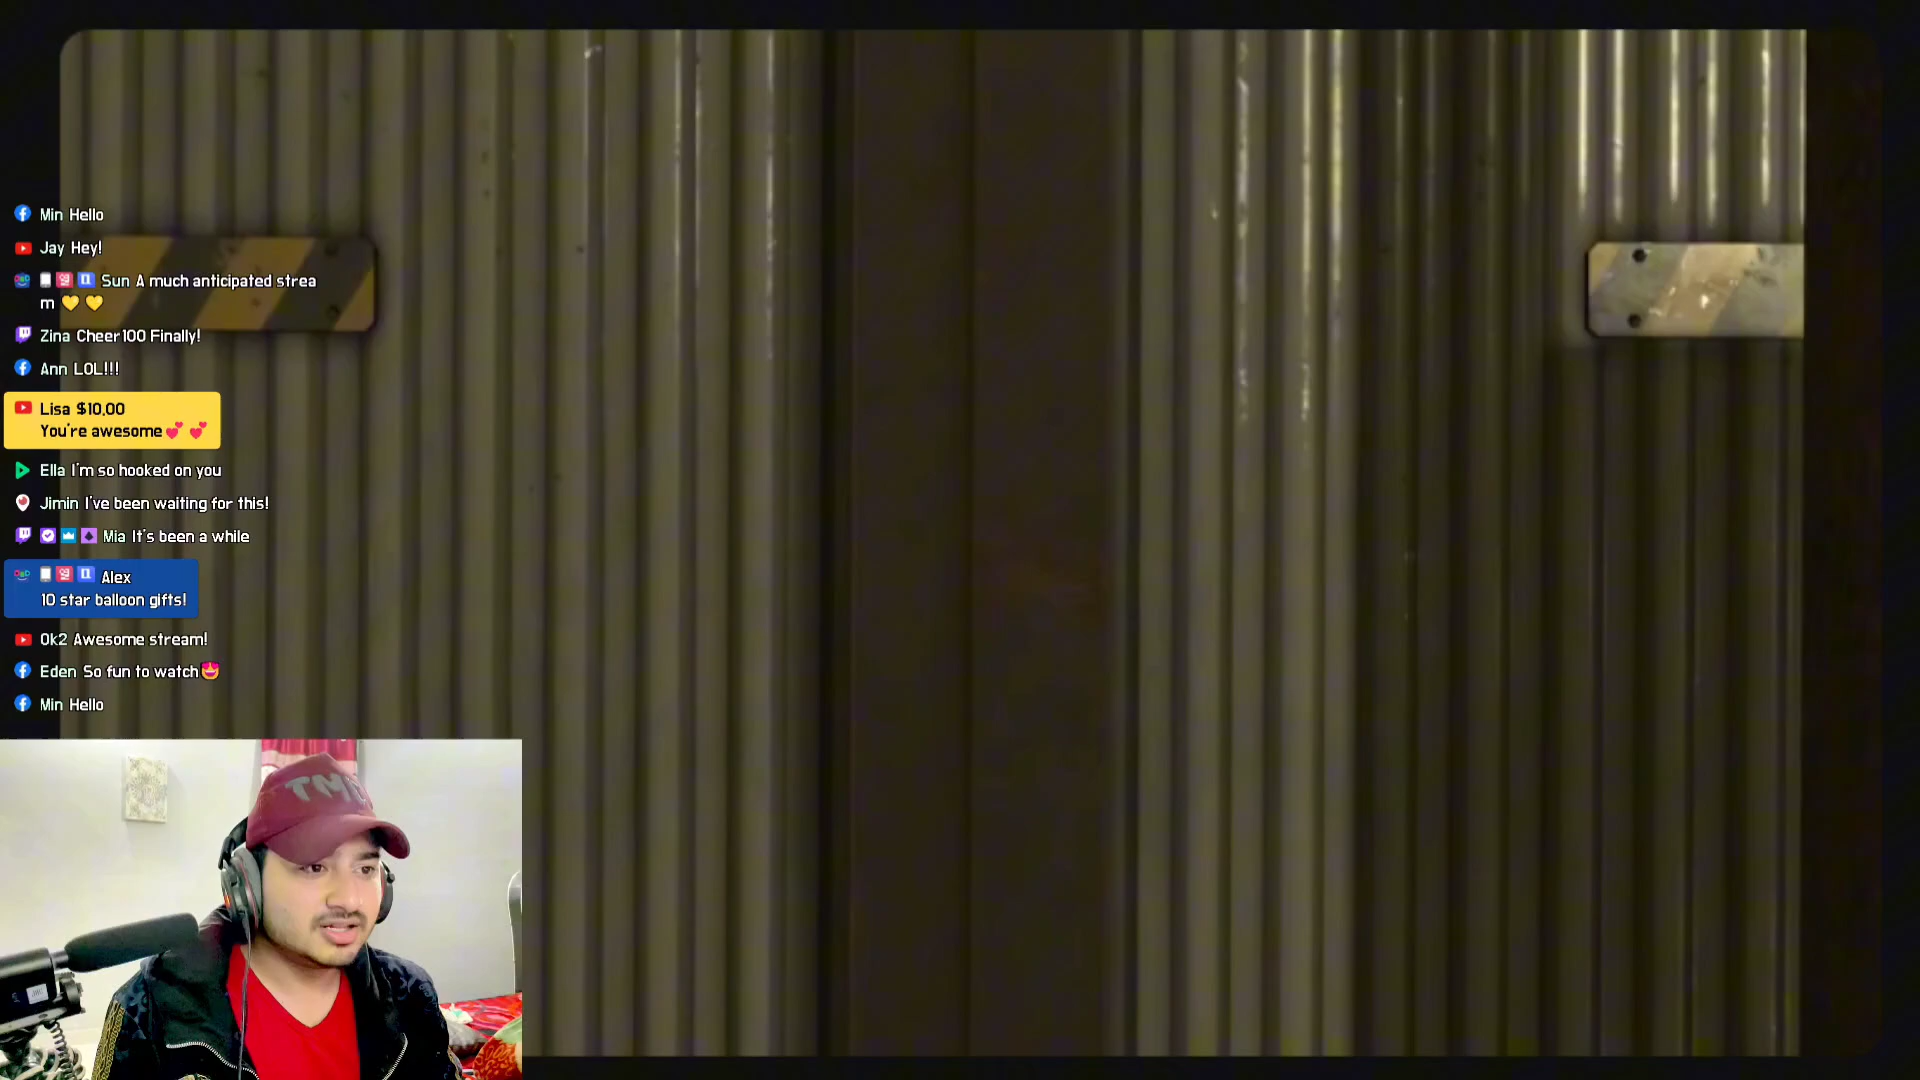 Min Hello
Jay Hey!
Sun A much anticipated strea
m 💛 💛
Zina Cheer100 Finally!
Ann LOL!!!
Lisa $10.00
You're awesome💕 💕
Ella I'm so hooked on you
Jimin I've been waiting for this!
Mia It's been a while
Alex
10 star balloon gifts!
Ok2 Awesome stream!
Eden So fun to watch😍
Min Hello